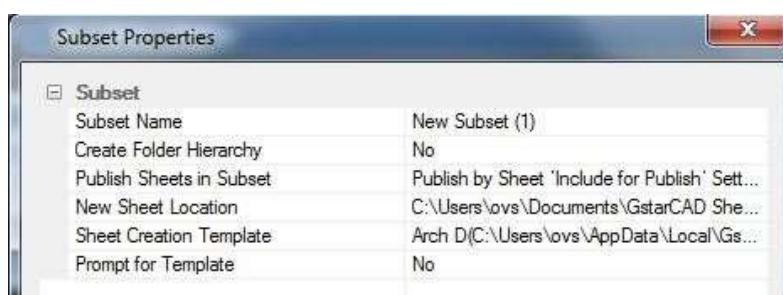 Subset Properties
Subset
Subset Name New Subset (1)
Create Folder Hierarchy No
Publish Sheets in Subset Publish by Sheet 'Include for Publish' Sett...
New Sheet Location C:\Users\ovs\Documents\GstarCAD She...
Sheet Creation Template Arch D(C:\Users\ovs\AppData\Local\Gs...
Prompt for Template No